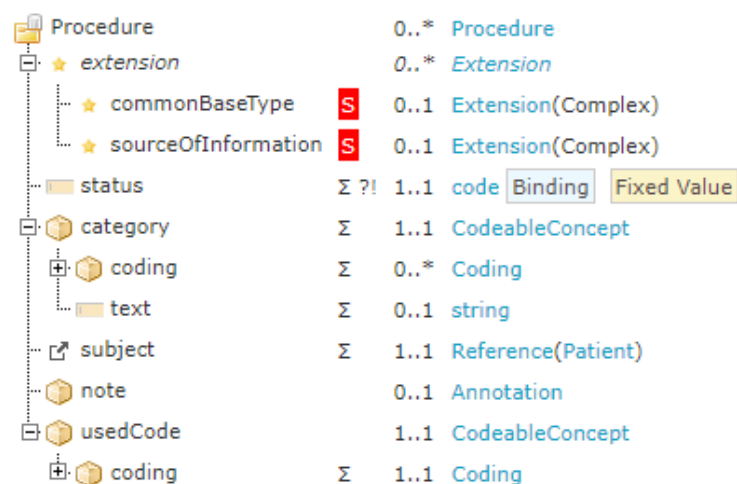 Procedure 0..* Procedure
extension 0..* Extension
commonBaseType S 0..1 Extension(Complex)
sourceOfInformation S 0..1 Extension(Complex)
status Σ ?! 1..1 code Binding Fixed Value
category Σ 1..1 CodeableConcept
coding Σ 0..* Coding
text Σ 0..1 string
subject Σ 1..1 Reference(Patient)
note 0..1 Annotation
usedCode 1..1 CodeableConcept
coding Σ 1..1 Coding